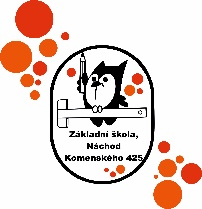 Základní škola,
Náchod
Komenského 425